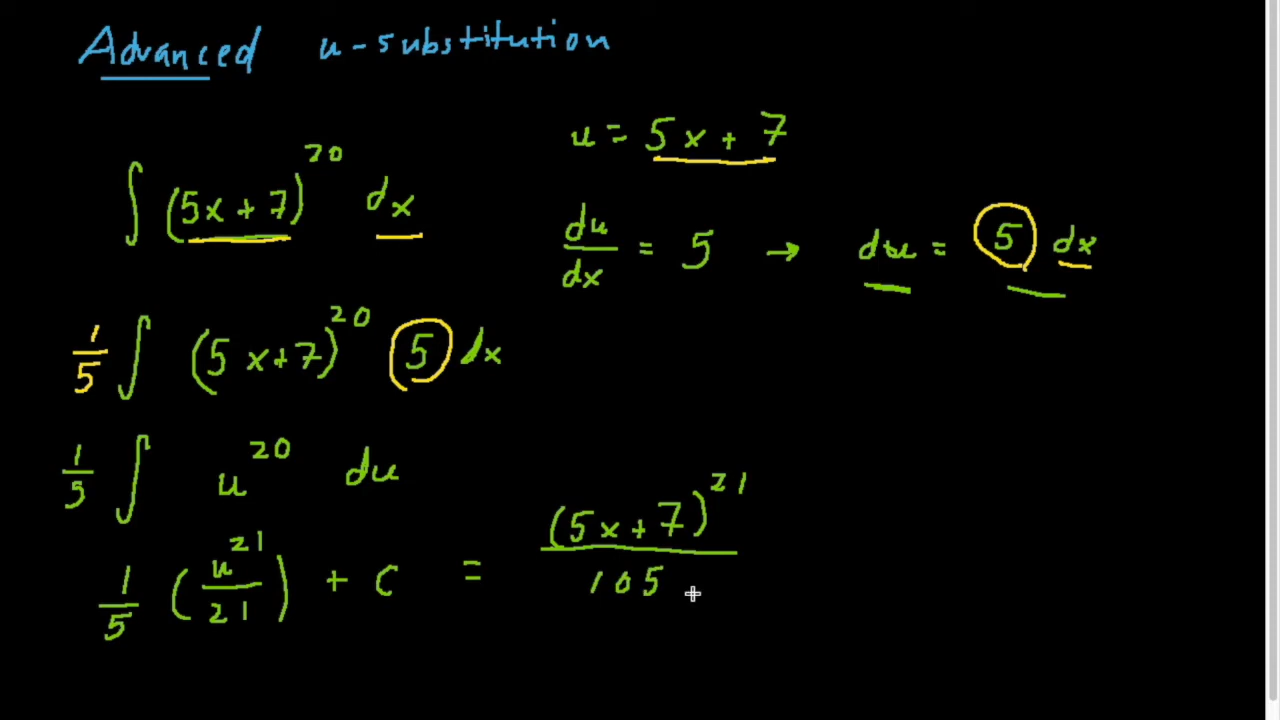 Advanced u-substitution
∫ (5x+7)^20 dx
u = 5x + 7
du/dx = 5 → du = 5 dx
1/5 ∫ (5x+7)^20 5 dx
1/5 ∫ u^20 du
1/5 (u^21/21) + C = (5x+7)^21/105